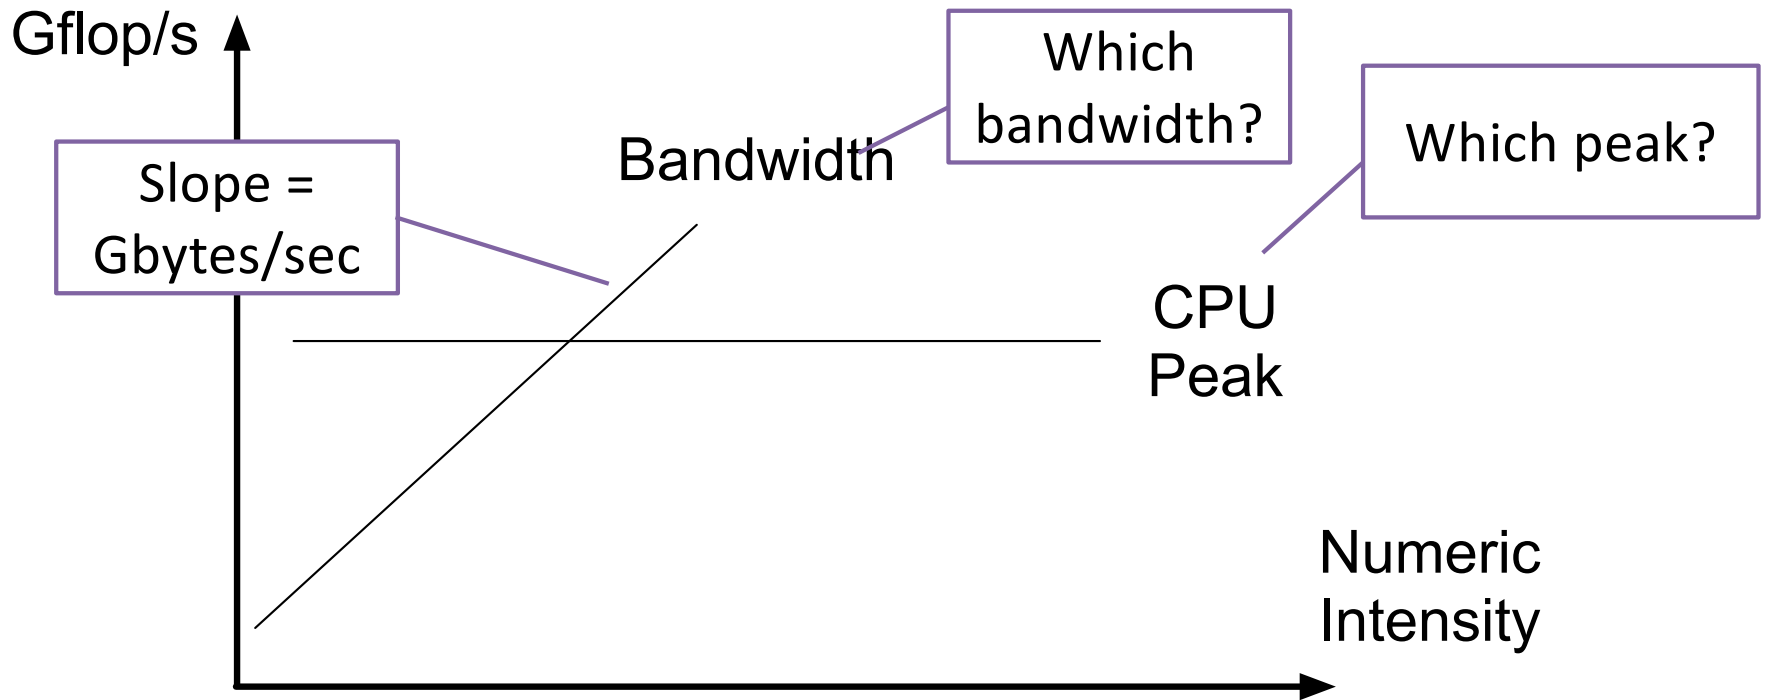 Gflop/s
Which
bandwidth?
Which peak?
Bandwidth
Slope =
Gbytes/sec
CPU
Peak
Numeric
Intensity